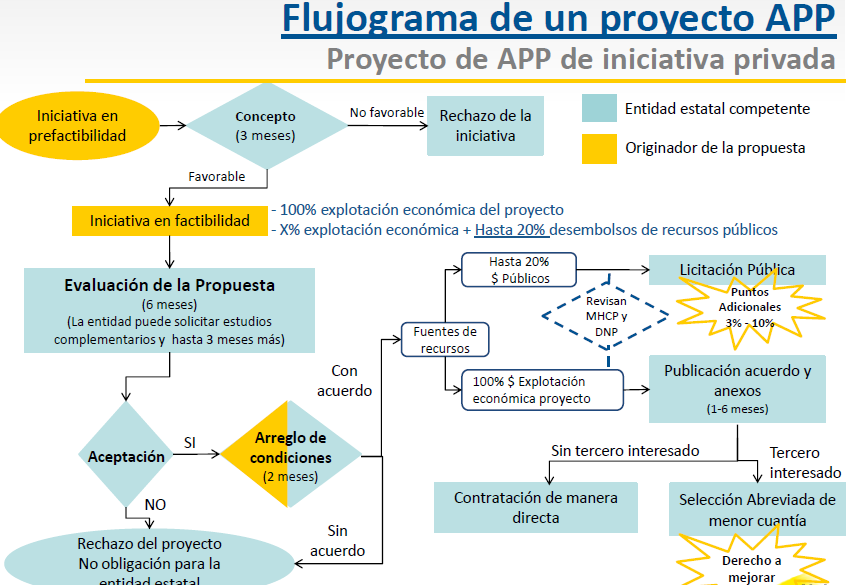 Flujograma de un proyecto APP
Proyecto de APP de iniciativa privada
Iniciativa en
prefactibilidad
Concepto
(3 meses)
No favorable
Rechazo de la
iniciativa
Entidad estatal competente
Originador de la propuesta
Favorable
Iniciativa en factibilidad
- 100% explotación económica del proyecto
- X% explotación económica + Hasta 20% desembolsos de recursos públicos
Evaluación de la Propuesta
(6 meses)
(La entidad puede solicitar estudios
complementarios y hasta 3 meses más)
Hasta 20%
$ Públicos
Licitación Pública
Puntos
Adicionales
3% - 10%
Revisan
MHCP y
DNP
Fuentes de
recursos
100% $ Explotación
económica proyecto
Publicación acuerdo y
anexos
(1-6 meses)
Con
acuerdo
Aceptación
SI
Arreglo de
condiciones
(2 meses)
NO
Sin
acuerdo
Rechazo del proyecto
No obligación para la
entidad estatal
Sin tercero interesado
Tercero
interesado
Contratación de manera
directa
Selección Abreviada de
menor cuantía
Derecho a
mejorar